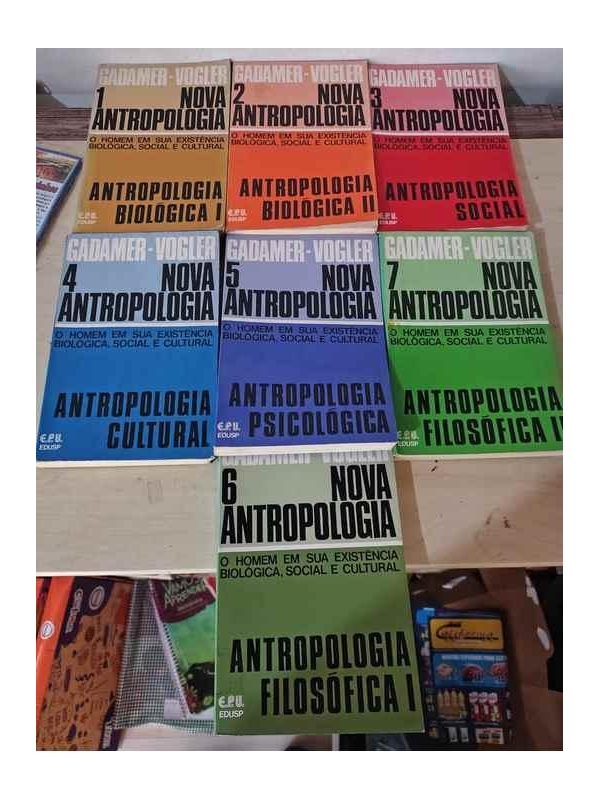 GADAMER-VOGLER
1 NOVA
ANTROPOLOGIA
O HOMEM EM SUA EXISTÊNCIA
BIOLÓGICA, SOCIAL E CULTURAL
ANTROPOLOGIA
BIOLÓGICA I
E.P.U.
EDUSP
GADAMER-VOGLER
2 NOVA
ANTROPOLOGIA
O HOMEM EM SUA EXISTÊNCIA
BIOLÓGICA, SOCIAL E CULTURAL
ANTROPOLOGIA
BIOLÓGICA II
E.P.U.
EDUSP
GADAMER-VOGLER
3 NOVA
ANTROPOLOGIA
O HOMEM EM SUA EXISTÊNCIA
BIOLÓGICA, SOCIAL E CULTURAL
ANTROPOLOGIA
SOCIAL
E.P.U.
EDUSP
GADAMER-VOGLER
4 NOVA
ANTROPOLOGIA
O HOMEM EM SUA EXISTÊNCIA
BIOLÓGICA, SOCIAL E CULTURAL
ANTROPOLOGIA
CULTURAL
E.P.U.
EDUSP
GADAMER-VOGLER
5 NOVA
ANTROPOLOGIA
O HOMEM EM SUA EXISTÊNCIA
BIOLÓGICA, SOCIAL E CULTURAL
ANTROPOLOGIA
PSICOLÓGICA
E.P.U.
EDUSP
GADAMER-VOGLER
7 NOVA
ANTROPOLOGIA
O HOMEM EM SUA EXISTÊNCIA
BIOLÓGICA, SOCIAL E CULTURAL
ANTROPOLOGIA
FILOSÓFICA II
E.P.U.
EDUSP
GADAMER-VOGLER
6 NOVA
ANTROPOLOGIA
O HOMEM EM SUA EXISTÊNCIA
BIOLÓGICA, SOCIAL E CULTURAL
ANTROPOLOGIA
FILOSÓFICA I
E.P.U.
EDUSP